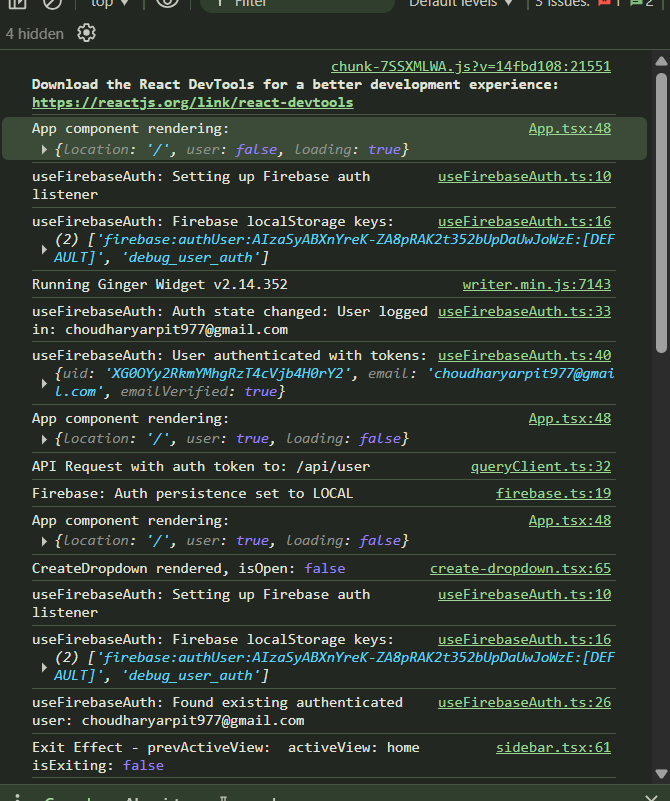 top ▼ Filter Default levels ▼ 3 Issues: 1 2
4 hidden
chunk-7SSXMLWA.js?v=14fbd108:21551
Download the React DevTools for a better development experience:
https://reactjs.org/link/react-devtools
App component rendering: App.tsx:48
▶ {location: '/', user: false, loading: true}
useFirebaseAuth: Setting up Firebase auth useFirebaseAuth.ts:10
listener
useFirebaseAuth: Firebase localStorage keys: useFirebaseAuth.ts:16
(2) ['firebase:authUser:AIzaSyABXnYreK-ZA8pRAK2t352bUpDaUwJoWzE:[DEF
▶ AULT]', 'debug_user_auth']
Running Ginger Widget v2.14.352 writer.min.js:7143
useFirebaseAuth: Auth state changed: User logged useFirebaseAuth.ts:33
in: choudharyarpit977@gmail.com
useFirebaseAuth: User authenticated with tokens: useFirebaseAuth.ts:40
{uid: 'XG0OYy2RkmYMhgRzT4cVjb4H0rY2', email: 'choudharyarpit977@gmai
▶ l.com', emailVerified: true}
App component rendering: App.tsx:48
▶ {location: '/', user: true, loading: false}
API Request with auth token to: /api/user queryClient.ts:32
Firebase: Auth persistence set to LOCAL firebase.ts:19
App component rendering: App.tsx:48
▶ {location: '/', user: true, loading: false}
CreateDropdown rendered, isOpen: false create-dropdown.tsx:65
useFirebaseAuth: Setting up Firebase auth useFirebaseAuth.ts:10
listener
useFirebaseAuth: Firebase localStorage keys: useFirebaseAuth.ts:16
(2) ['firebase:authUser:AIzaSyABXnYreK-ZA8pRAK2t352bUpDaUwJoWzE:[DEF
▶ AULT]', 'debug_user_auth']
useFirebaseAuth: Found existing authenticated useFirebaseAuth.ts:26
user: choudharyarpit977@gmail.com
Exit Effect - prevActiveView:  activeView: home sidebar.tsx:61
isExiting: false